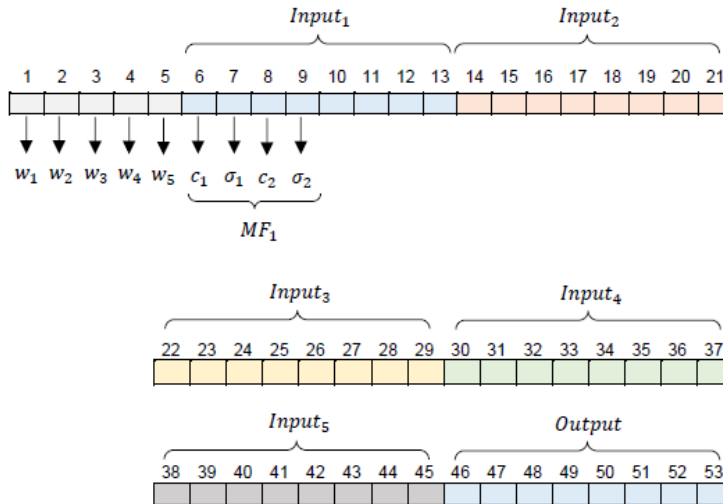 Input₁ Input₂
1 2 3 4 5 6 7 8 9 10 11 12 13 14 15 16 17 18 19 20 21
w₁ w₂ w₃ w₄ w₅ c₁ σ₁ c₂ σ₂
MF₁
Input₃ Input₄
22 23 24 25 26 27 28 29 30 31 32 33 34 35 36 37
Input₅ Output
38 39 40 41 42 43 44 45 46 47 48 49 50 51 52 53